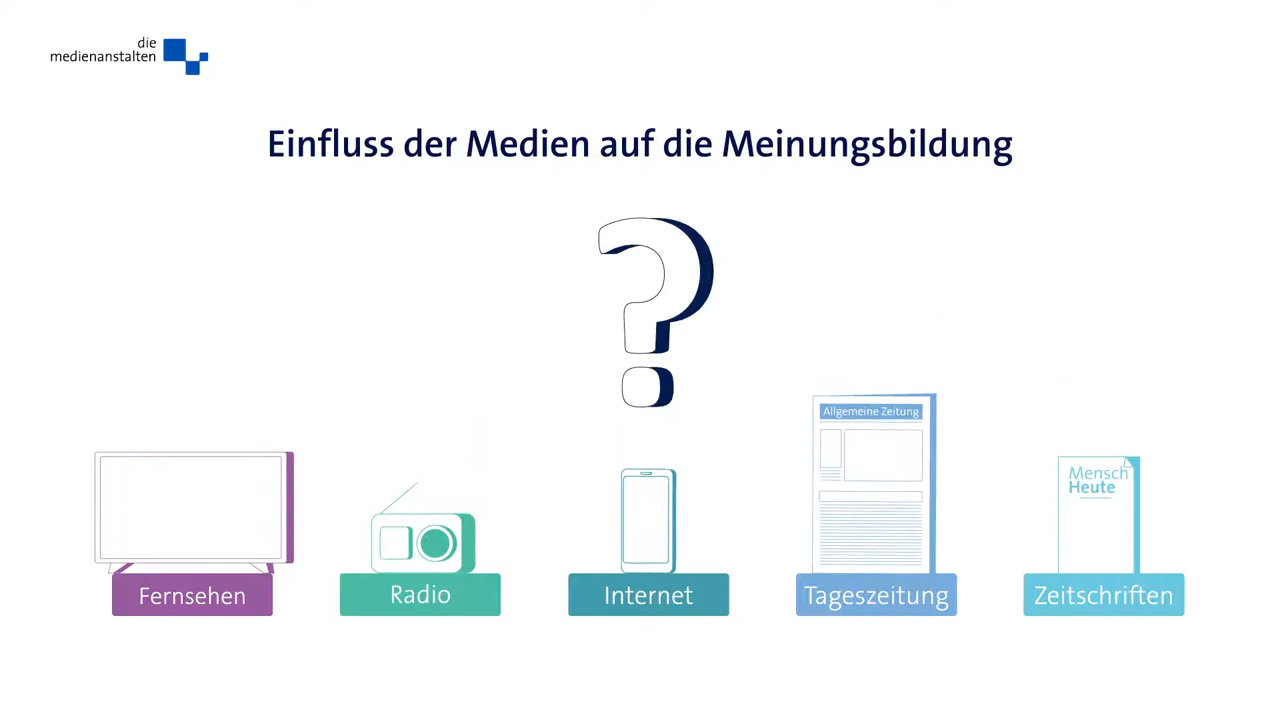 die
medienanstalten
Einfluss der Medien auf die Meinungsbildung
?
Allgemeine Zeitung
Mensch
Heute
Fernsehen
Radio
Internet
Tageszeitung
Zeitschriften